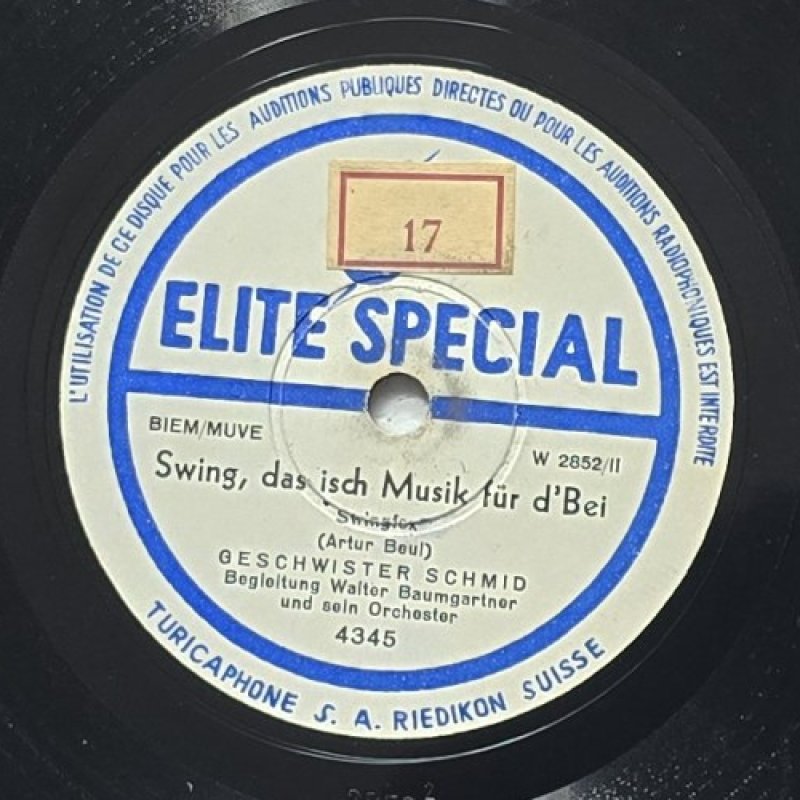 L'UTILISATION DE CE DISQUE POUR LES AUDITIONS PUBLIQUES DIRECTES OU POUR LES AUDITIONS RADIOPHONIQUES EST INTERDITE
17
ELITE SPECIAL
BIEM/MUVE
W 2852/II
Swing, das isch Musik für d'Bei
Swingfox
(Artur Beul)
GESCHWISTER SCHMID
Begleitung Walter Baumgartner
und sein Orchester
4345
TURICAPHONE S. A. RIEDIKON SUISSE